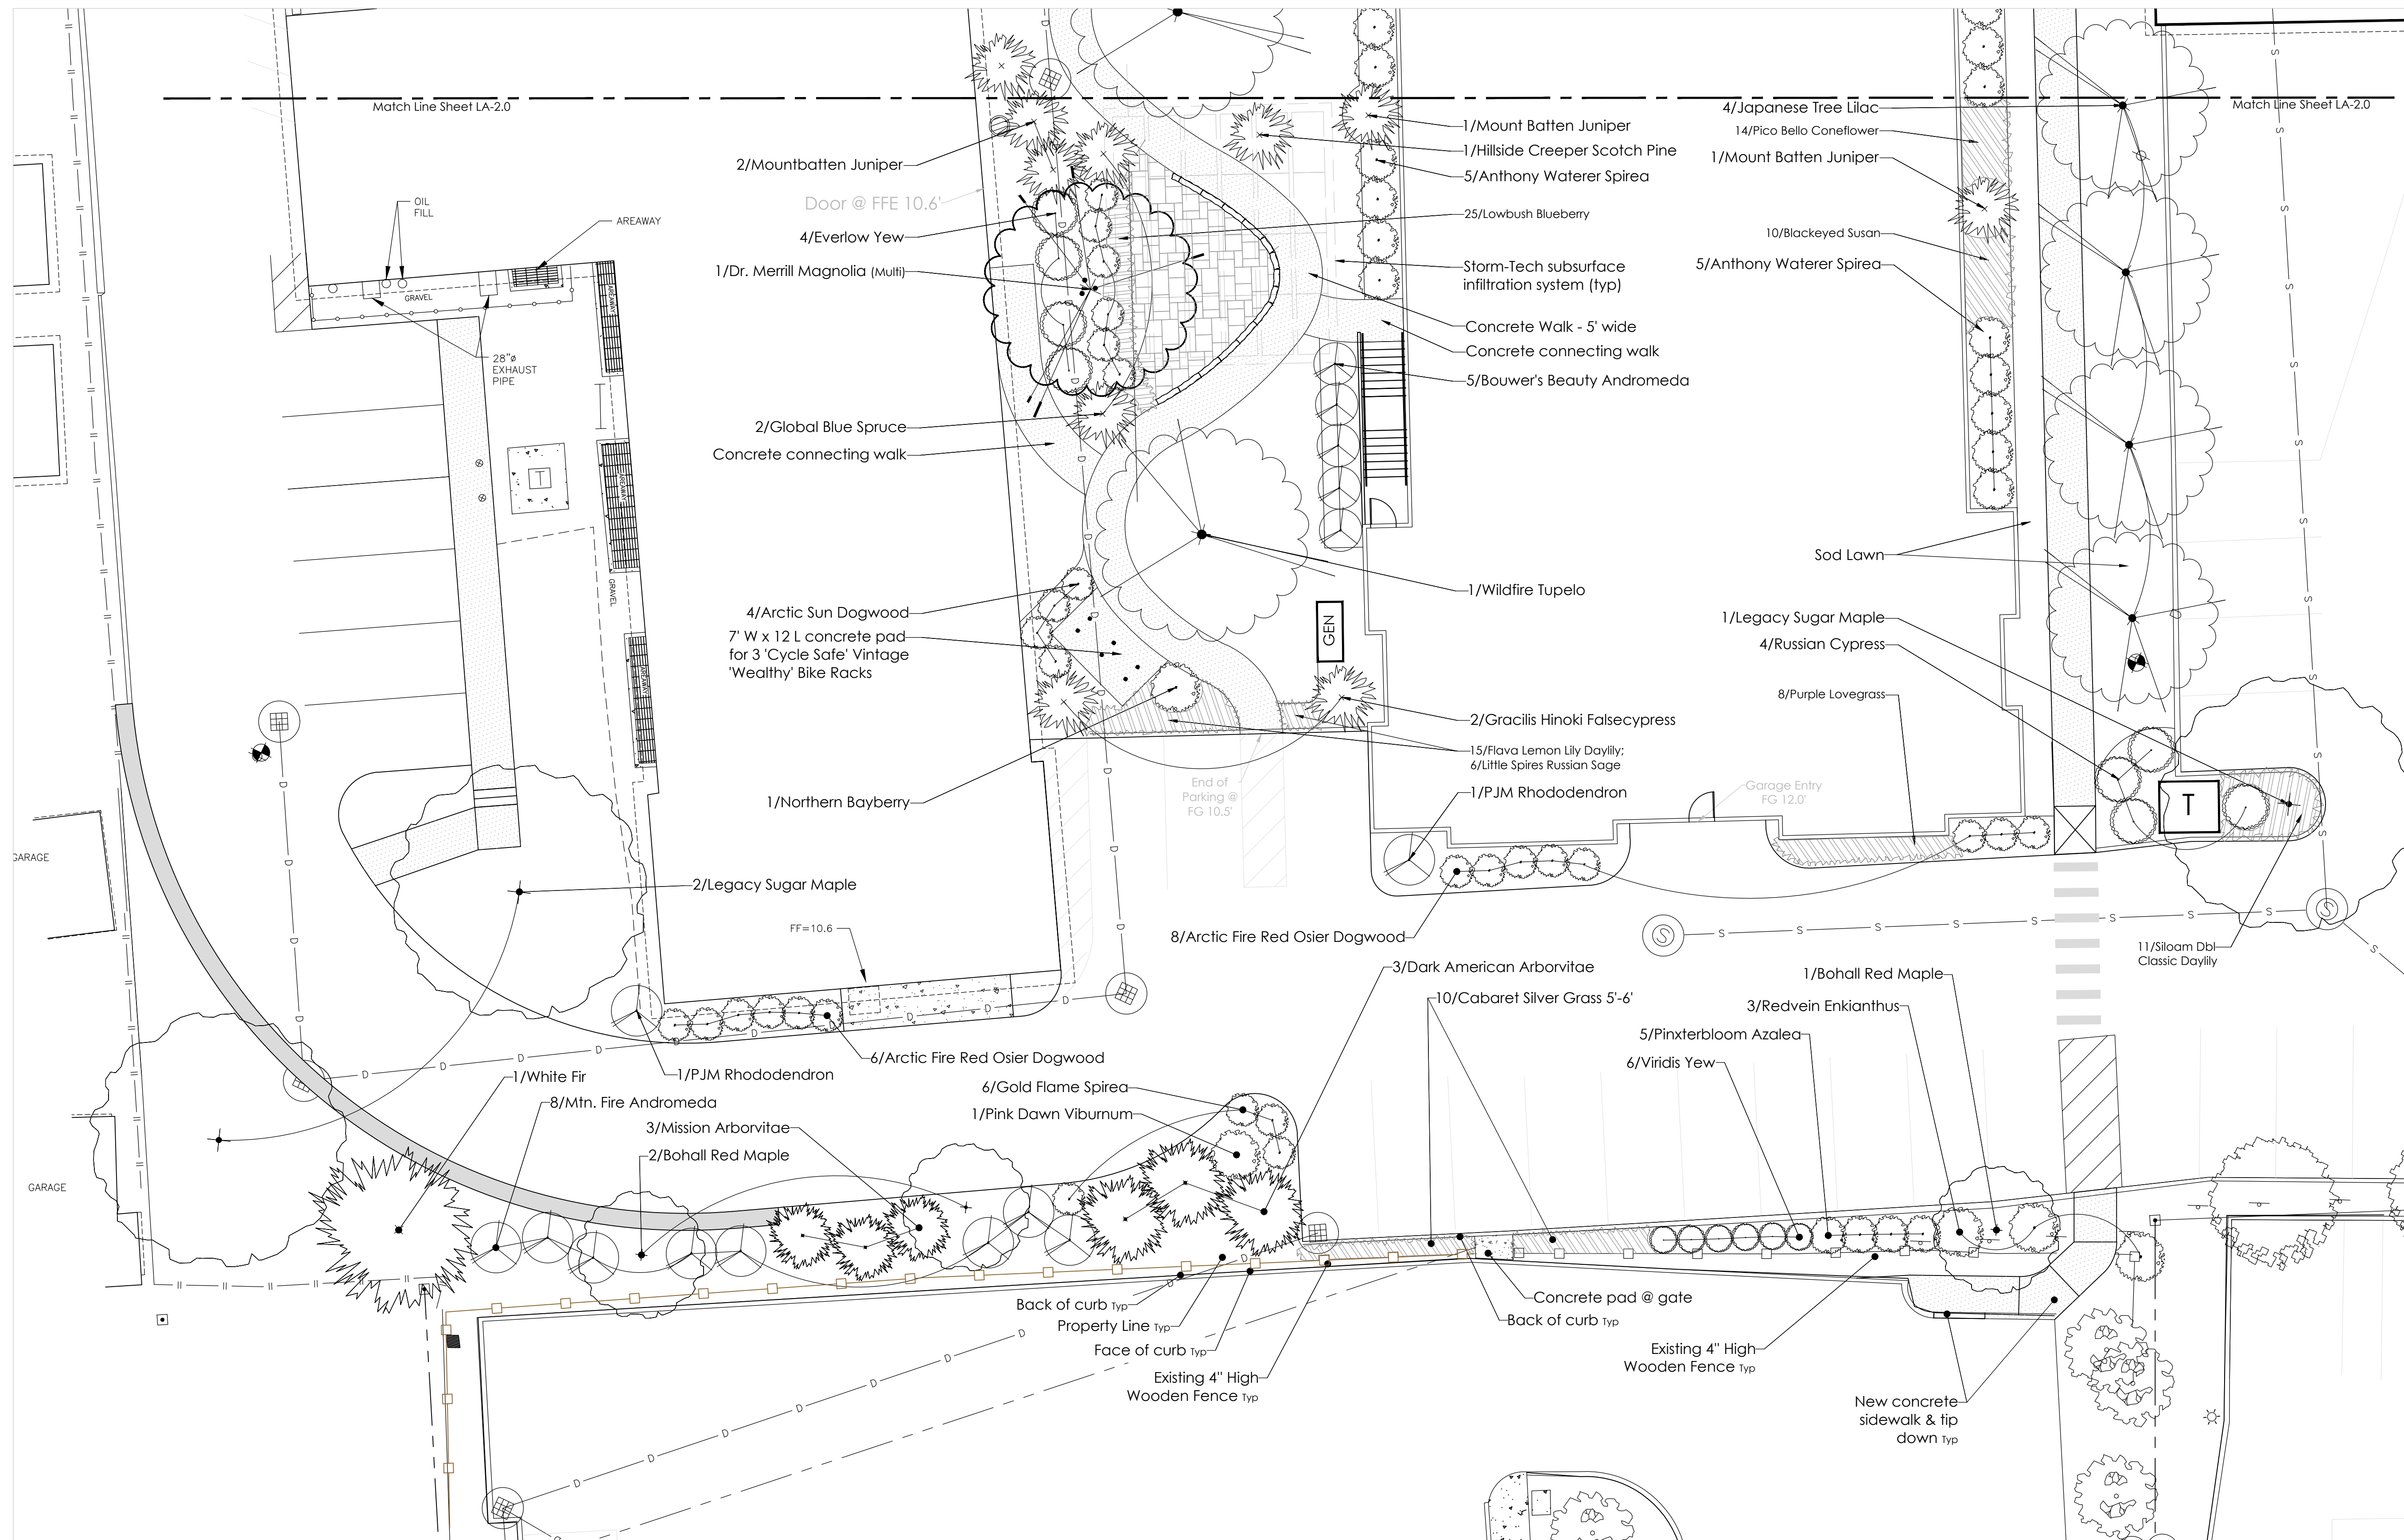 Match Line Sheet LA-2.0
Match Line Sheet LA-2.0
OIL
FILL
AREAWAY
GRAVEL
AREAWAY
28"ø
EXHAUST
PIPE
AREAWAY
T
GRAVEL
AREAWAY
GARAGE
GARAGE
2/Mountbatten Juniper
Door @ FFE 10.6'
4/Everlow Yew
1/Dr. Merrill Magnolia (Multi)
2/Global Blue Spruce
Concrete connecting walk
4/Arctic Sun Dogwood
7' W x 12 L concrete pad
for 3 'Cycle Safe' Vintage
'Wealthy' Bike Racks
1/Northern Bayberry
2/Legacy Sugar Maple
FF=10.6
1/Mount Batten Juniper
1/Hillside Creeper Scotch Pine
5/Anthony Waterer Spirea
25/Lowbush Blueberry
Storm-Tech subsurface
infiltration system (typ)
Concrete Walk - 5' wide
Concrete connecting walk
5/Bouwer's Beauty Andromeda
1/Wildfire Tupelo
GEN
2/Gracilis Hinoki Falsecypress
15/Flava Lemon Lily Daylily;
6/Little Spires Russian Sage
End of
Parking @
FG 10.5'
1/PJM Rhododendron
Garage Entry
FG 12.0'
8/Arctic Fire Red Osier Dogwood
4/Japanese Tree Lilac
14/Pico Bello Coneflower
1/Mount Batten Juniper
10/Blackeyed Susan
5/Anthony Waterer Spirea
Sod Lawn
1/Legacy Sugar Maple
4/Russian Cypress
8/Purple Lovegrass
T
11/Siloam Dbl
Classic Daylily
3/Dark American Arborvitae
10/Cabaret Silver Grass 5'-6'
1/Bohall Red Maple
3/Redvein Enkianthus
5/Pinxterbloom Azalea
6/Viridis Yew
6/Arctic Fire Red Osier Dogwood
1/PJM Rhododendron
1/White Fir
8/Mtn. Fire Andromeda
3/Mission Arborvitae
2/Bohall Red Maple
6/Gold Flame Spirea
1/Pink Dawn Viburnum
Back of curb Typ
Property Line Typ
Face of curb Typ
Existing 4" High
Wooden Fence Typ
Concrete pad @ gate
Back of curb Typ
Existing 4" High
Wooden Fence Typ
New concrete
sidewalk & tip
down Typ